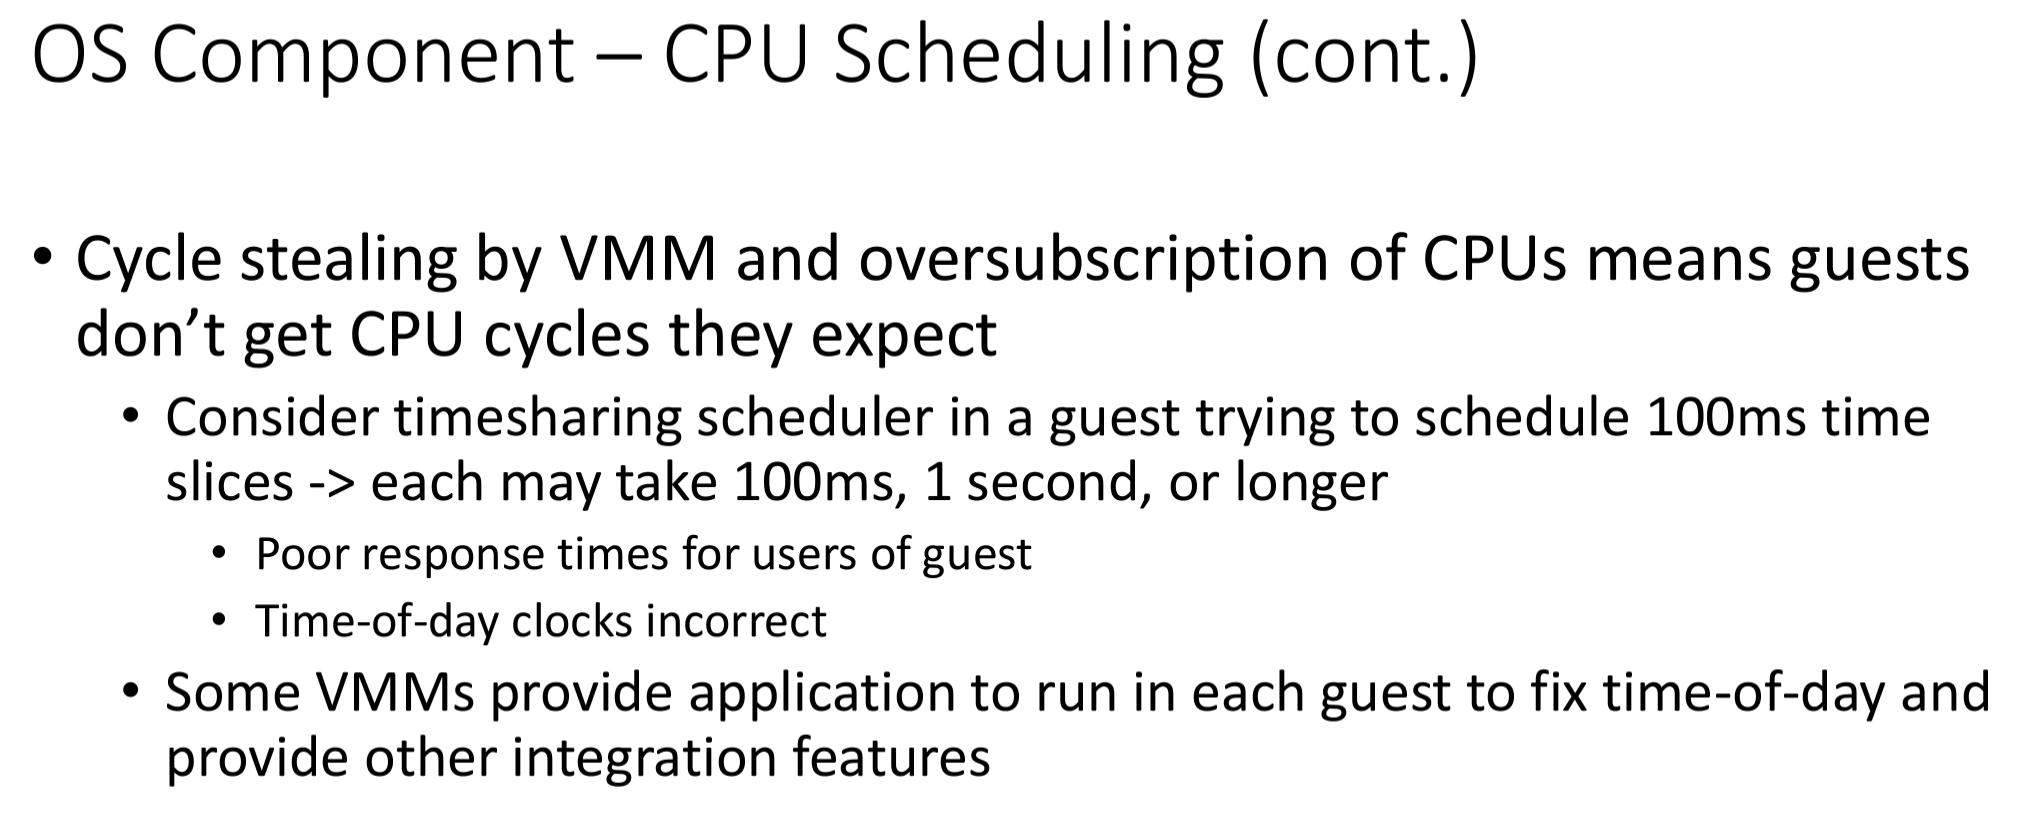 OS Component – CPU Scheduling (cont.)
• Cycle stealing by VMM and oversubscription of CPUs means guests
don’t get CPU cycles they expect
• Consider timesharing scheduler in a guest trying to schedule 100ms time
slices -> each may take 100ms, 1 second, or longer
• Poor response times for users of guest
• Time-of-day clocks incorrect
• Some VMMs provide application to run in each guest to fix time-of-day and
provide other integration features